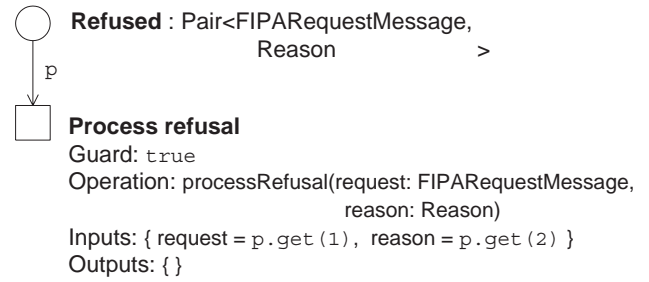 Refused : Pair<FIPARequestMessage,
Reason >
p
Process refusal
Guard: true
Operation: processRefusal(request: FIPARequestMessage,
reason: Reason)
Inputs: { request = p.get(1), reason = p.get(2) }
Outputs: { }